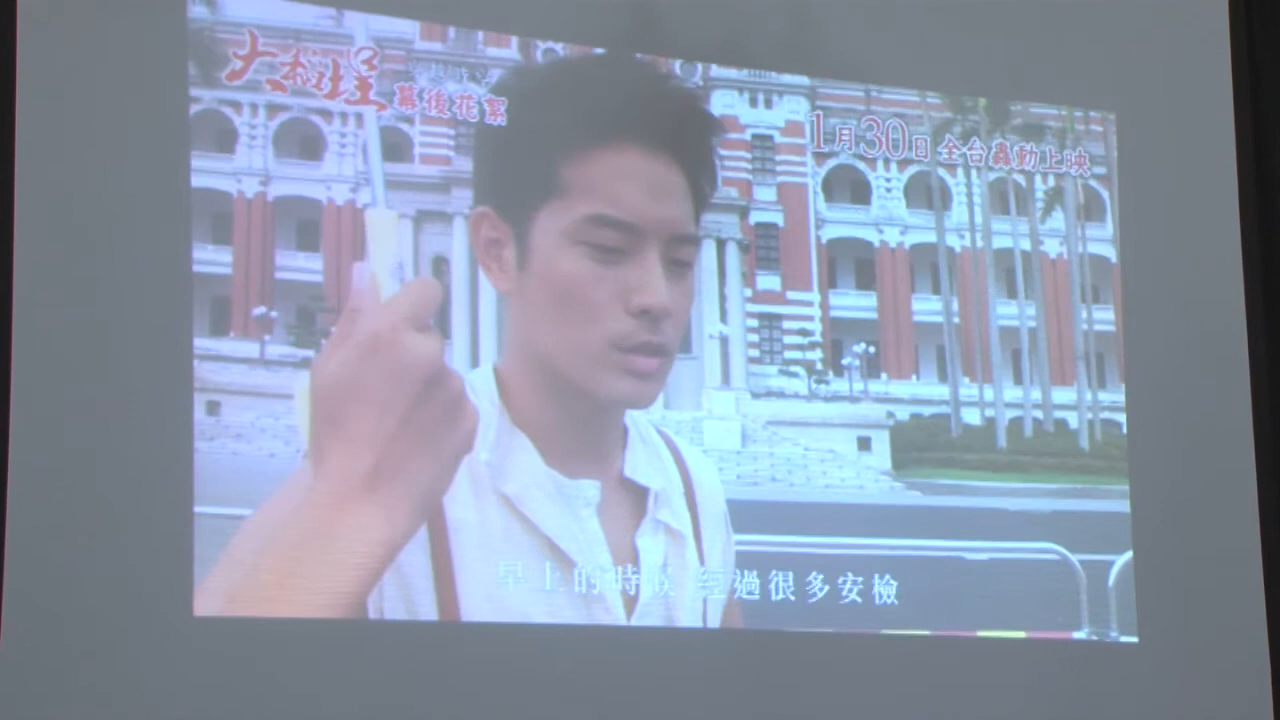 大稻埕
幕後花絮
1月30日 全台轟動上映
早上的時候 經過很多安檢